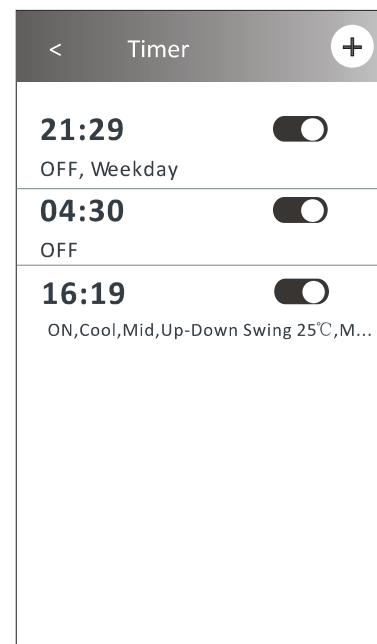 < Timer +
21:29
OFF, Weekday
04:30
OFF
16:19
ON,Cool,Mid,Up-Down Swing 25℃,M...